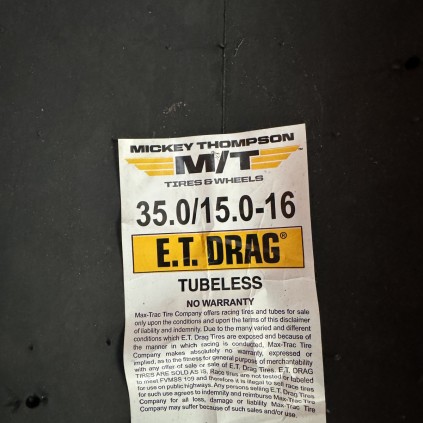 MICKEY THOMPSON
M/T
TIRES & WHEELS
35.0/15.0-16
E.T. DRAG®
TUBELESS
NO WARRANTY
Max-Trac Tire Company offers racing tires and tubes for sale
only upon the conditions and upon the terms of this disclaimer
of liability and indemnity. Due to the many varied and different
conditions which E.T. Drag Tires are exposed and because of
the manner in which racing is conducted, Max-Trac Tire
Company makes absolutely no warranty, expressed or
implied, as to the fitness for general purpose of merchantability
with any offer of sale or sale of E.T. Drag Tires. E.T. DRAG
TIRES ARE SOLD AS IS. Race tires are not tested or labeled
to meet FVMSS 109 and therefore it is illegal to sell race tires
for use on public highways. Any persons selling E.T. Drag Tires
for such use agrees to indemnify and reimburse Max-Trac Tire
Company for all loss, damage or liability Max-Trac Tire
Company may suffer because of such sales and/or use.